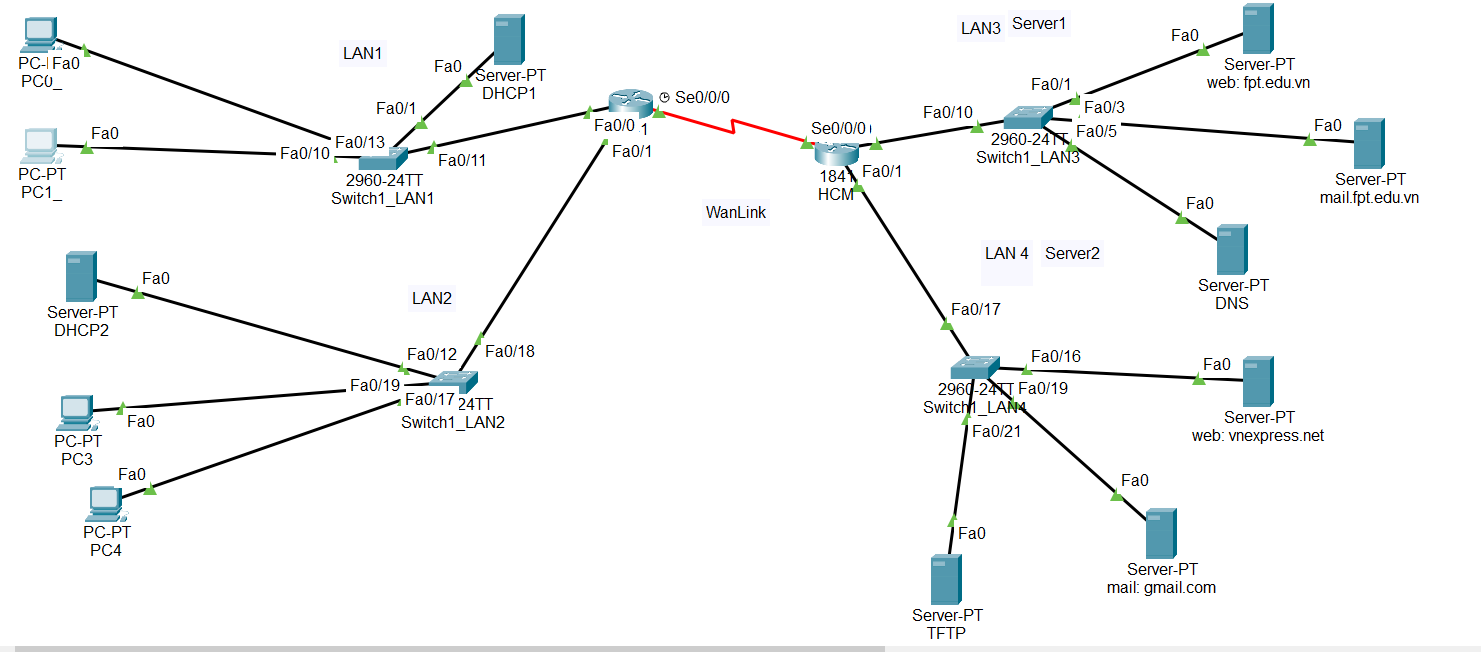 LAN1
LAN3
Server1
Fa0
PC0_
Fa0
Server-PT
DHCP1
Fa0
Server-PT
web: fpt.edu.vn
Fa0/1
Fa0/3
Fa0/5
Fa0/10
Fa0
Server-PT
mail.fpt.edu.vn
2960-24TT
Switch1_LAN3
Fa0
Server-PT
DNS
Se0/0/0
Fa0/0
Fa0/1
Se0/0/0
Fa0/1
HCM
WanLink
Fa0/1
Fa0/13
Fa0/10
Fa0/11
2960-24TT
Switch1_LAN1
Fa0
PC-PT
PC1_
LAN2
Fa0
Server-PT
DHCP2
Fa0/12
Fa0/18
Fa0/19
Fa0/17
24TT
Switch1_LAN2
Fa0
PC-PT
PC3
Fa0
PC-PT
PC4
LAN 4
Server2
Fa0/17
Fa0/16
Fa0/19
Fa0/21
2960-24TT
Switch1_LAN4
Fa0
Server-PT
web: vnexpress.net
Fa0
Server-PT
mail: gmail.com
Fa0
Server-PT
TFTP